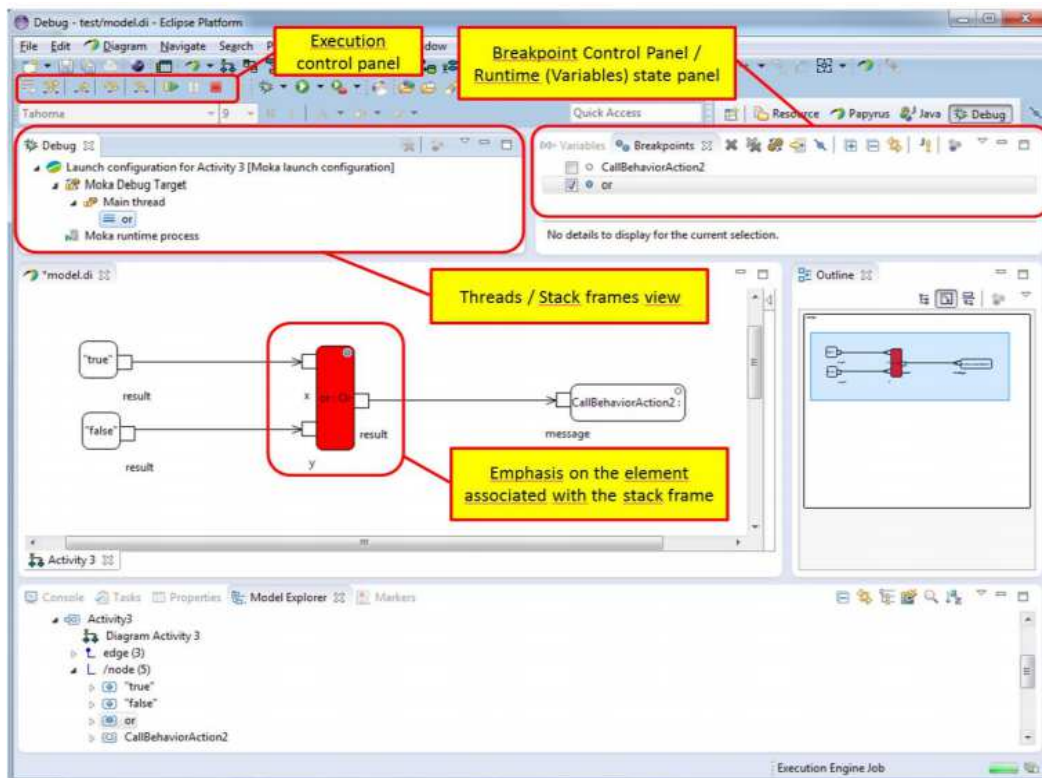 Debug - test/model.di - Eclipse Platform
File Edit Diagram Navigate Search
Execution
control panel
Breakpoint Control Panel /
Runtime (Variables) state panel
Tahoma 9
Quick Access
Resource Papyrus Java Debug
Debug
Launch configuration for Activity 3 [Moka launch configuration]
Moka Debug Target
Main thread
or
Moka runtime process
Variables Breakpoints
CallBehaviorAction2
or
No details to display for the current selection.
Threads / Stack frames view
*model.di
Outline
"true"
result
x
"false"
result
y
result
CallBehaviorAction2 :
message
Emphasis on the element
associated with the stack frame
Activity 3
Console Tasks Properties Model Explorer Markers
Activity3
Diagram Activity 3
edge (3)
/node (5)
"true"
"false"
or
CallBehaviorAction2
Execution Engine Job